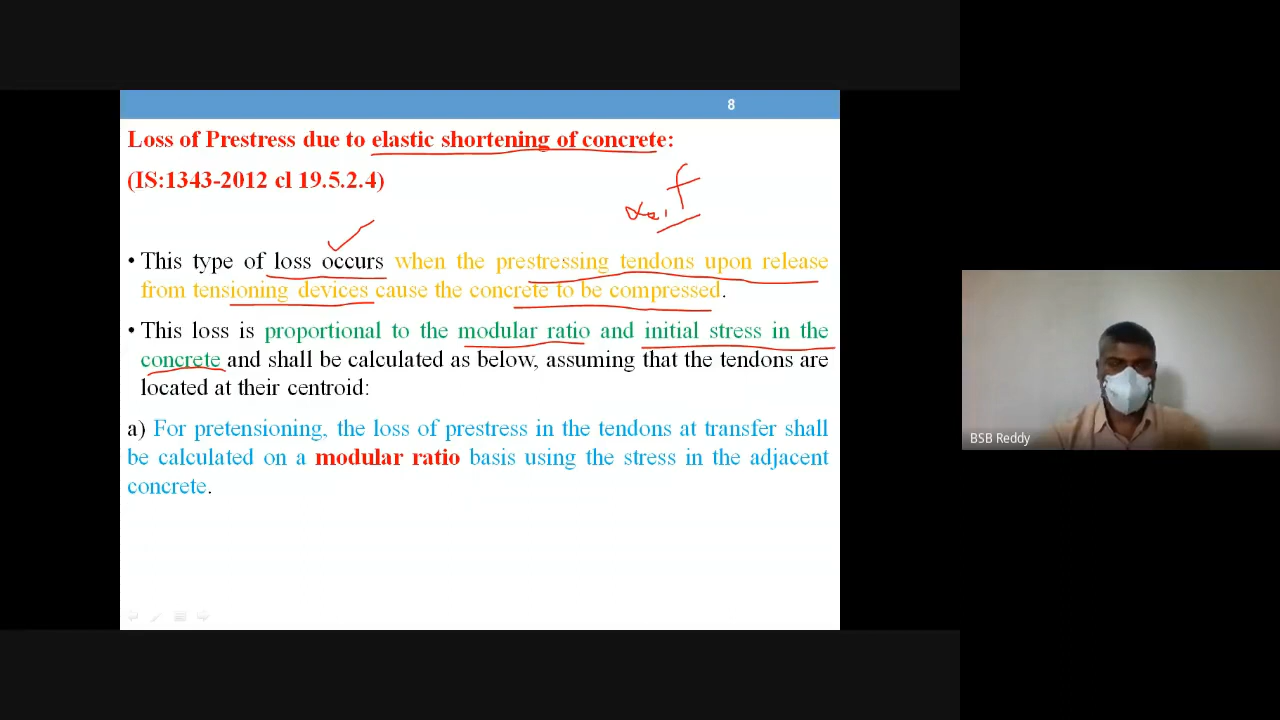 8
Loss of Prestress due to elastic shortening of concrete:
(IS:1343-2012 cl 19.5.2.4)
• This type of loss occurs when the prestressing tendons upon release
from tensioning devices cause the concrete to be compressed.
• This loss is proportional to the modular ratio and initial stress in the
concrete and shall be calculated as below, assuming that the tendons are
located at their centroid:
a) For pretensioning, the loss of prestress in the tendons at transfer shall
be calculated on a modular ratio basis using the stress in the adjacent
concrete.
BSB Reddy